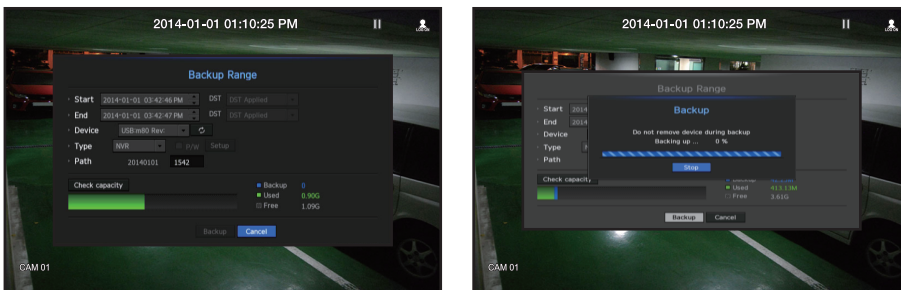 2014-01-01 01:10:25 PM
LOG ON
Backup Range
Start 2014-01-01 03:42:46 PM DST DST Applied
End 2014-01-01 03:42:47 PM DST DST Applied
Device USB:m80 Rev:
Type NVR P/W Setup
Path 20140101 1542
Check capacity
Backup 0
Used 0.90G
Free 1.09G
Backup Cancel
CAM 01
2014-01-01 01:10:25 PM
LOG ON
Backup Range
Start 2014
End 2014
Device
Type
Path
Backup
Do not remove device during backup
Backing up ... 0 %
Stop
Check capacity
Backup
Used 413.13M
Free 3.61G
Backup Cancel
CAM 01